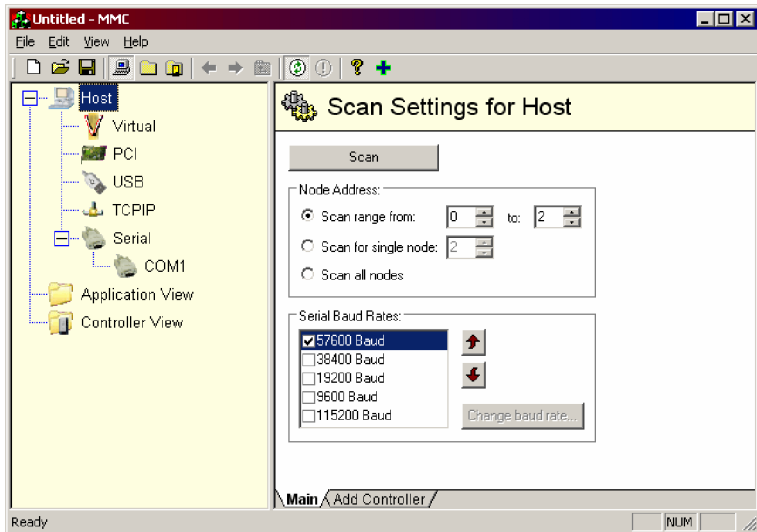 Untitled - MMC
File Edit View Help
Host
Virtual
PCI
USB
TCPIP
Serial
COM1
Application View
Controller View
Scan Settings for Host
Scan
Node Address:
Scan range from: 0 to: 2
Scan for single node: 2
Scan all nodes
Serial Baud Rates:
57600 Baud
38400 Baud
19200 Baud
9600 Baud
115200 Baud
Change baud rate...
Main Add Controller
Ready NUM